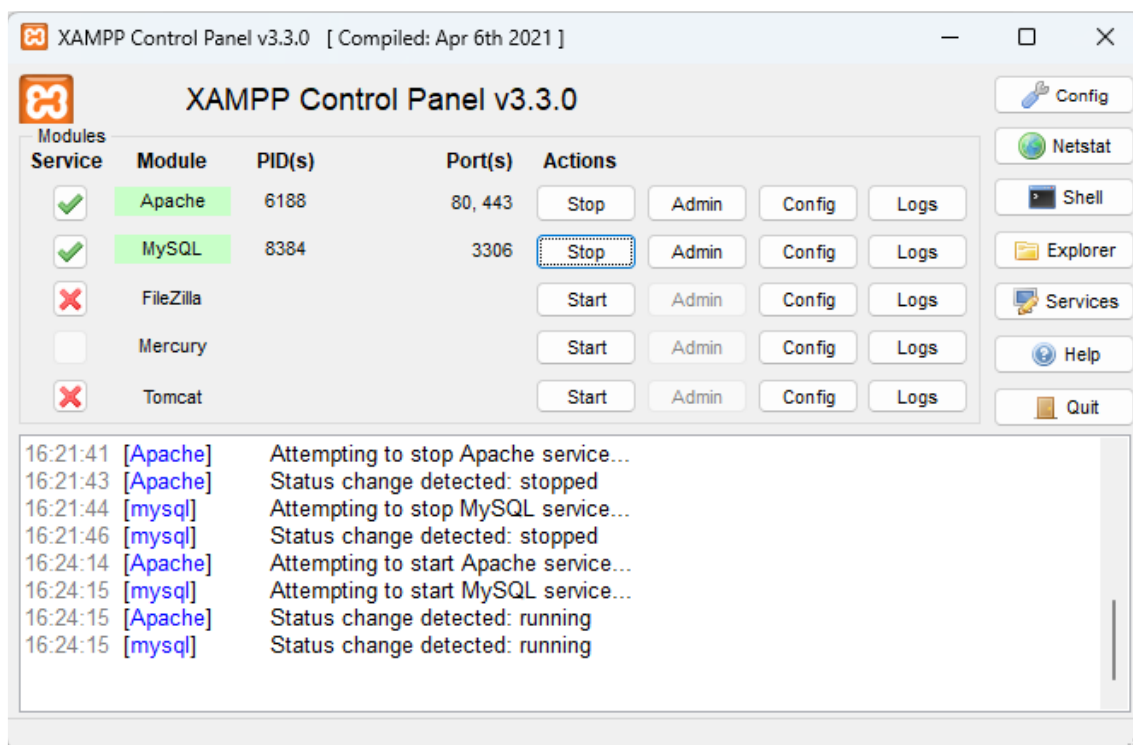 XAMPP Control Panel v3.3.0 [ Compiled: Apr 6th 2021 ]
XAMPP Control Panel v3.3.0
Config
Modules
Service Module PID(s) Port(s) Actions
Netstat
Apache 6188 80, 443 Stop Admin Config Logs
Shell
MySQL 8384 3306 Stop Admin Config Logs
Explorer
FileZilla Start Admin Config Logs
Services
Mercury Start Admin Config Logs
Help
Tomcat Start Admin Config Logs
Quit
16:21:41 [Apache] Attempting to stop Apache service...
16:21:43 [Apache] Status change detected: stopped
16:21:44 [mysql] Attempting to stop MySQL service...
16:21:46 [mysql] Status change detected: stopped
16:24:14 [Apache] Attempting to start Apache service...
16:24:15 [mysql] Attempting to start MySQL service...
16:24:15 [Apache] Status change detected: running
16:24:15 [mysql] Status change detected: running